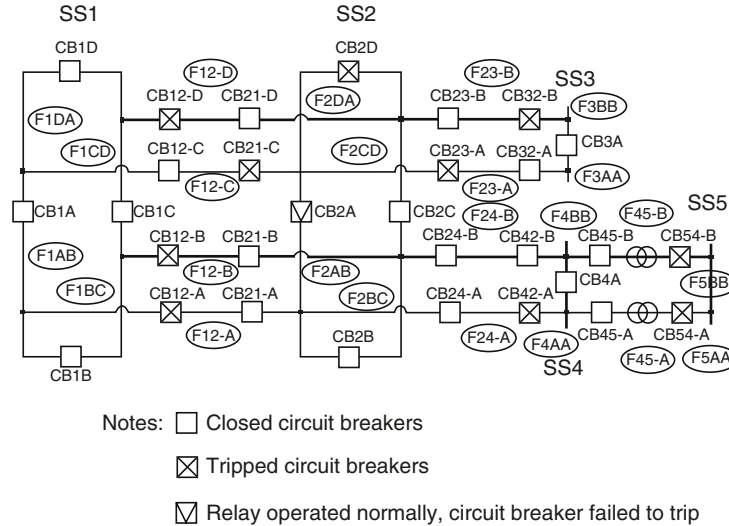 SS1
SS2
CB1D
F12-D
CB2D
F23-B
SS3
CB12-D CB21-D
F2DA
CB23-B CB32-B
F3BB
F1DA
F1CD
CB12-C CB21-C
F2CD
CB23-A CB32-A
CB3A
F12-C
F23-A
F3AA
CB1A
CB1C
CB2A
CB2C
F24-B
F4BB
F45-B
SS5
CB12-B CB21-B
CB24-B CB42-B
CB45-B
CB54-B
F1AB
F12-B
F2AB
F5BB
F1BC
CB12-A CB21-A
F2BC
CB24-A CB42-A
CB4A
F12-A
F24-A
F4AA
CB45-A
CB54-A
CB1B
CB2B
SS4
F45-A
F5AA
Notes:
Closed circuit breakers
Tripped circuit breakers
Relay operated normally, circuit breaker failed to trip